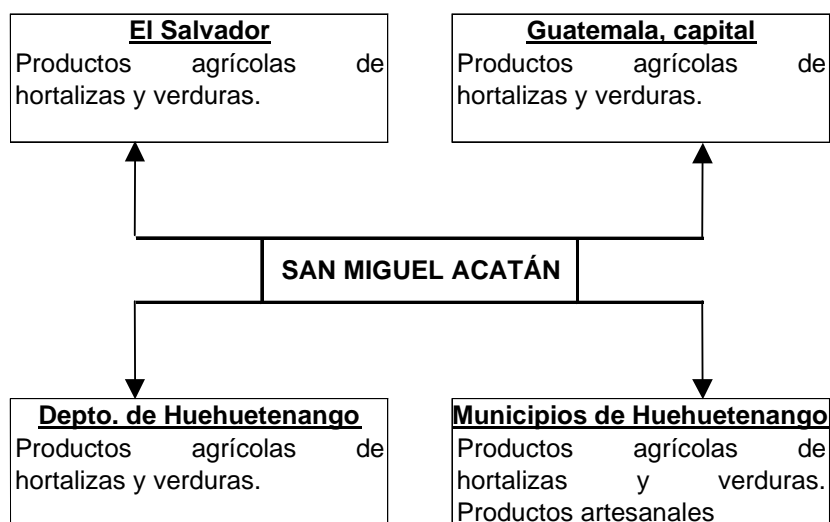 El Salvador
Productos agrícolas de
hortalizas y verduras.
Guatemala, capital
Productos agrícolas de
hortalizas y verduras.
SAN MIGUEL ACATÁN
Depto. de Huehuetenango
Productos agrícolas de
hortalizas y verduras.
Municipios de Huehuetenango
Productos agrícolas de
hortalizas y verduras.
Productos artesanales